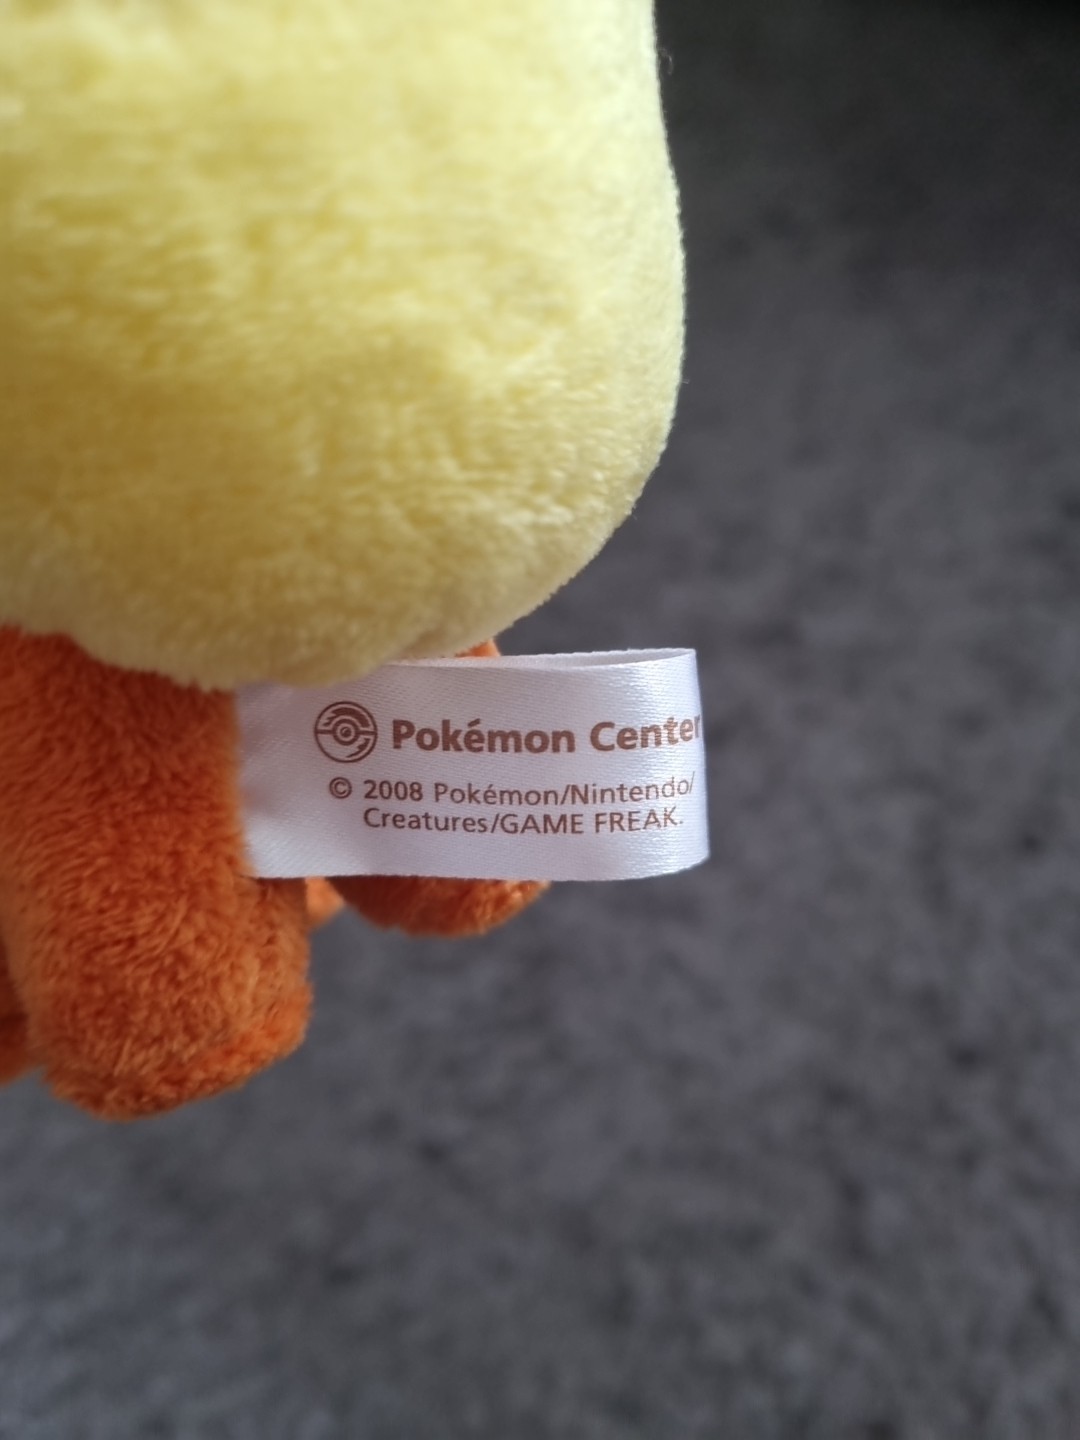 Pokémon Center
© 2008 Pokémon/Nintendo/
Creatures/GAME FREAK.